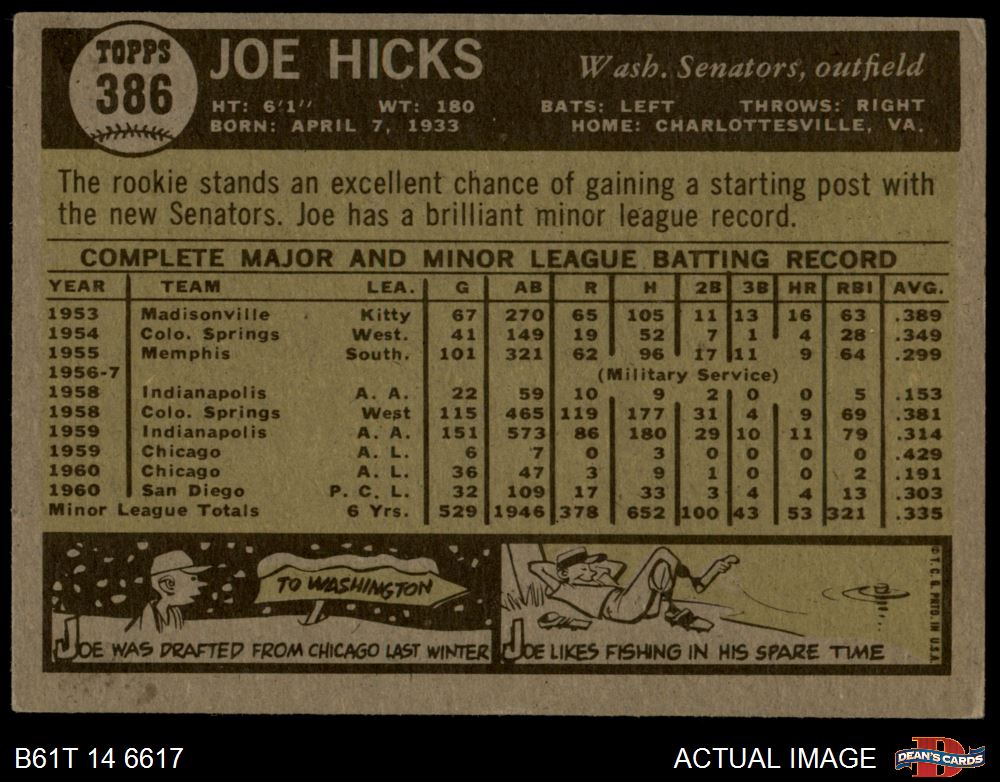 TOPPS
386
JOE HICKS
Wash. Senators, outfield
HT: 6'1" WT: 180 BATS: LEFT THROWS: RIGHT
BORN: APRIL 7, 1933 HOME: CHARLOTTESVILLE, VA.
The rookie stands an excellent chance of gaining a starting post with
the new Senators. Joe has a brilliant minor league record.
COMPLETE MAJOR AND MINOR LEAGUE BATTING RECORD
YEAR TEAM LEA. G AB R H 2B 3B HR RBI AVG.
1953 Madisonville Kitty 67 270 65 105 11 13 16 63 .389
1954 Colo. Springs West. 41 149 19 52 7 1 4 28 .349
1955 Memphis South. 101 321 62 96 17 11 9 64 .299
1956-7 (Military Service)
1958 Indianapolis A. A. 22 59 10 9 2 0 0 5 .153
1958 Colo. Springs West 115 465 119 177 31 4 9 69 .381
1959 Indianapolis A. A. 151 573 86 180 29 10 11 79 .314
1959 Chicago A. L. 6 7 0 3 0 0 0 0 .429
1960 Chicago A. L. 36 47 3 9 1 0 0 2 .191
1960 San Diego P. C. L. 32 109 17 33 3 4 4 13 .303
Minor League Totals 6 Yrs. 529 1946 378 652 100 43 53 321 .335
TO WASHINGTON
JOE WAS DRAFTED FROM CHICAGO LAST WINTER
JOE LIKES FISHING IN HIS SPARE TIME
© T. C. G. PRTD. IN U.S.A.
B61T 14 6617
ACTUAL IMAGE
D
DEAN'S CARDS